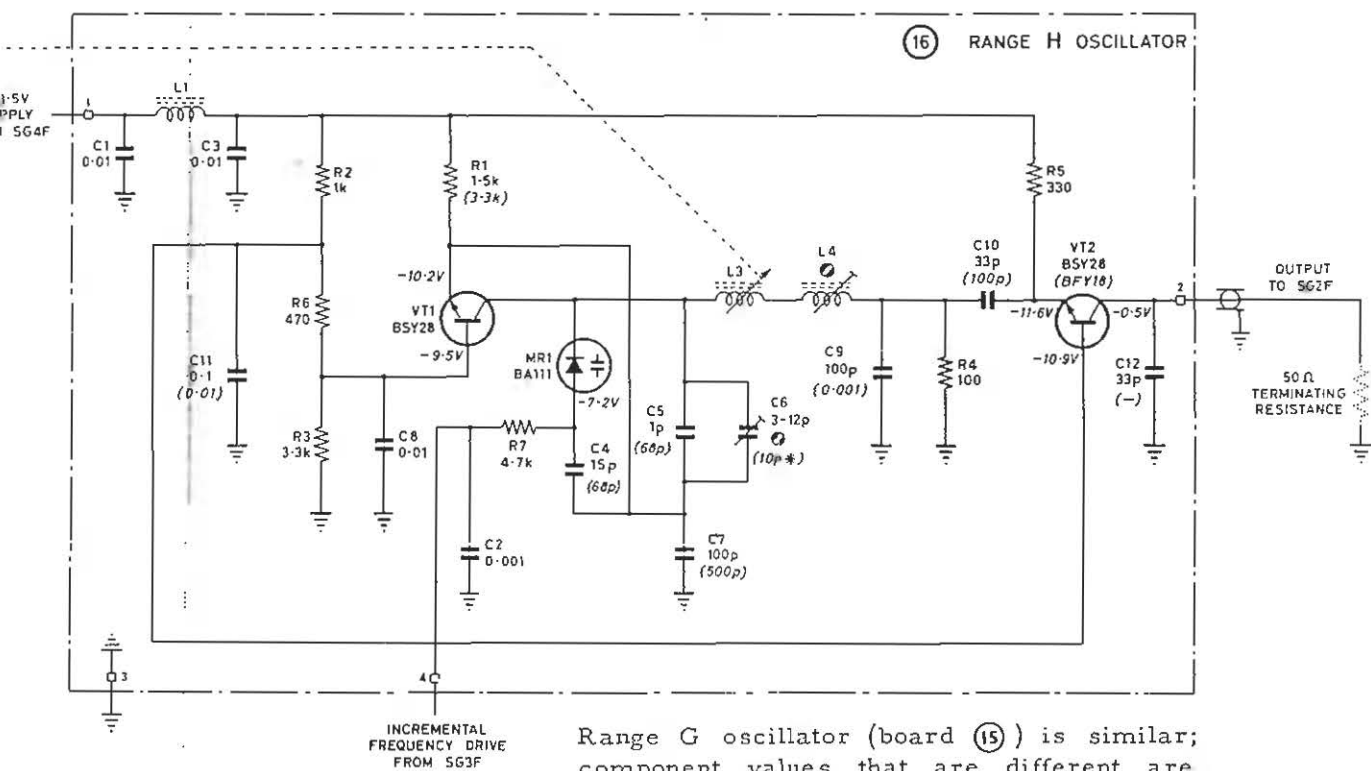 16 RANGE H OSCILLATOR
SG4F
1
L1
C1
0·01
C3
0·01
R2
1k
R1
1·5k
(3·3k)
R5
330
C11
0·1
(0·01)
R6
470
-10·2V
VT1
BSY28
-9·5V
MR1
BA111
-7·2V
L3
L4
C10
33p
(100p)
VT2
BSY28
(BFY18)
-11·6V
-0·5V
-10·9V
2
OUTPUT
TO SG2F
C12
33p
(—)
50Ω
TERMINATING
RESISTANCE
R3
3·3k
C8
0·01
R7
4·7k
C4
15p
(68p)
C5
1p
(68p)
C6
3-12p
(10p*)
C9
100p
(0·001)
R4
100
C2
0·001
C7
100p
(500p)
3
4
INCREMENTAL
FREQUENCY DRIVE
FROM SG3F
Range G oscillator (board 15) is similar;
component values that are different are